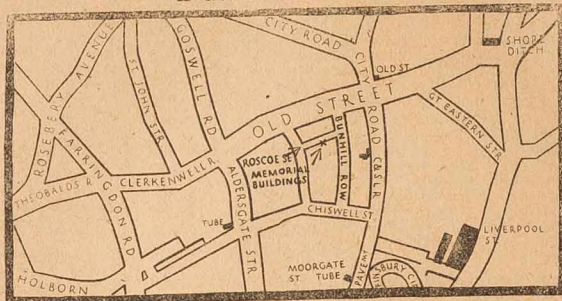 CITY ROAD
SHORE
DITCH
ROSEBERY AVENUE
ST JOHN STR
GOSWELL RD
CITY ROAD C&SLR
OLD ST.
OLD STREET
GT EASTERN STR
FARRINGDON RD
THEOBALDS R
CLERKENWELL R
ROSCOE ST
MEMORIAL
BUILDINGS
BUNHILL ROW
ALDERSGATE STR
CHISWELL ST
TUBE
LIVERPOOL
ST.
MOORGATE
ST TUBE
PAVEMT
HOLBORN